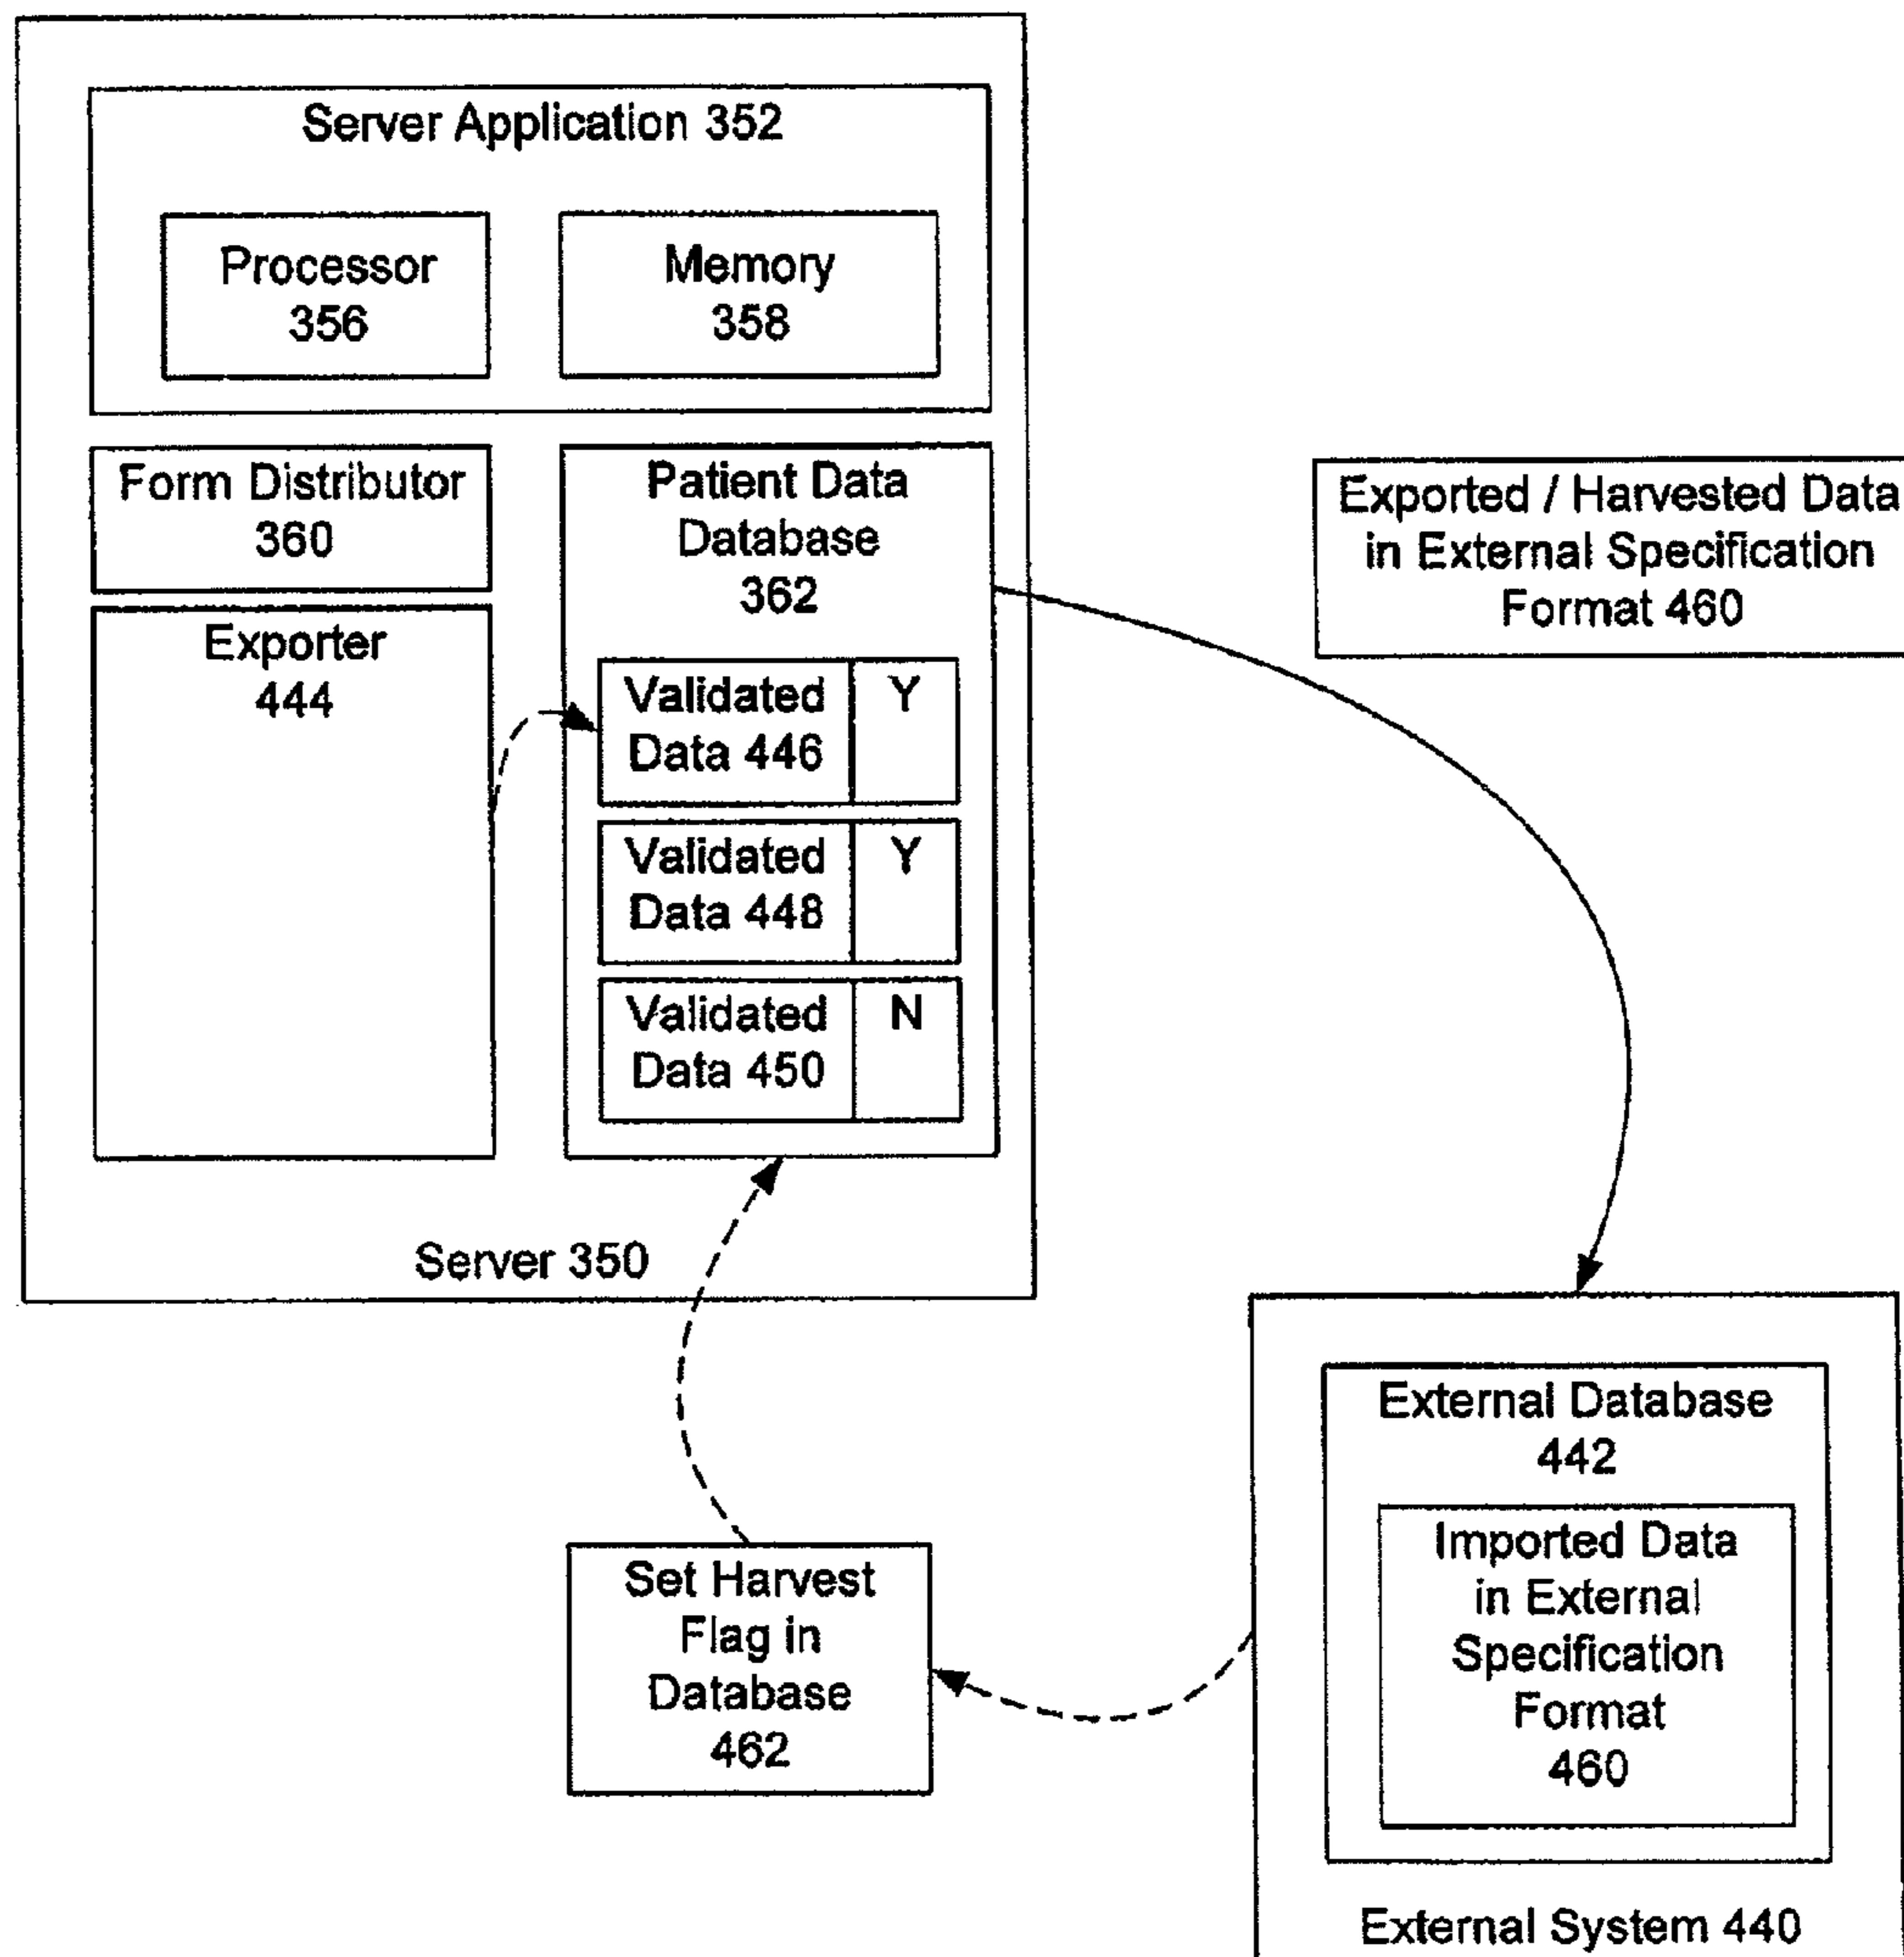 Server Application 352
Processor
356
Memory
358
Form Distributor
360
Exporter
444
Patient Data
Database
362
Validated
Data 446
Y
Validated
Data 448
Y
Validated
Data 450
N
Server 350
Exported / Harvested Data
in External Specification
Format 460
External Database
442
Imported Data
in External
Specification
Format
460
External System 440
Set Harvest
Flag in
Database
462